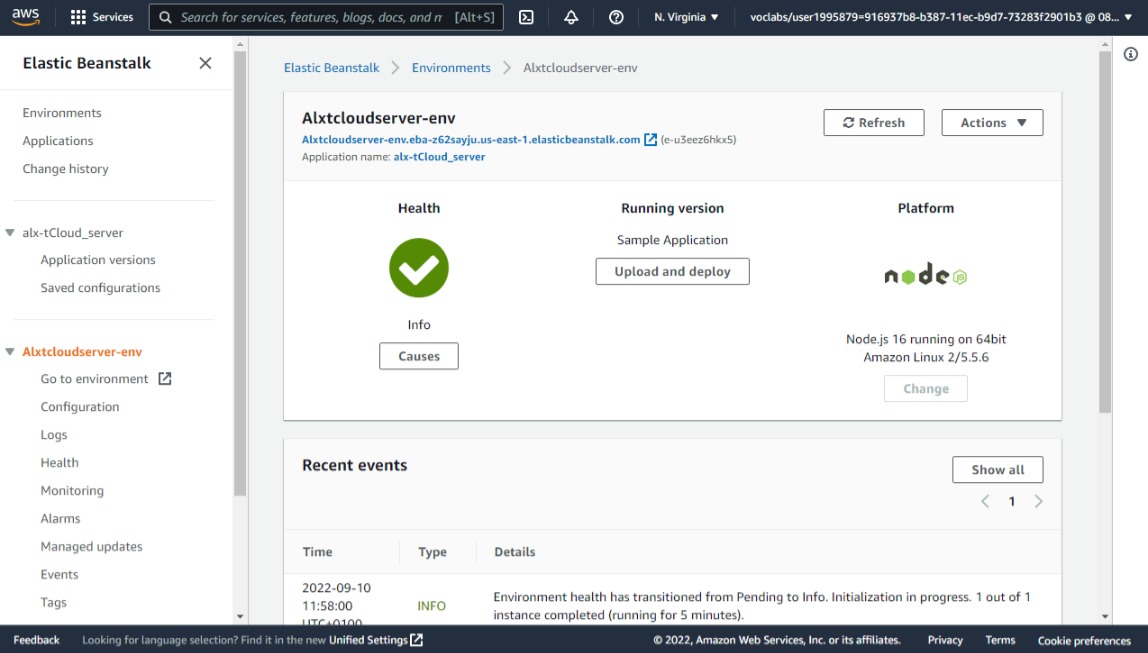 aws
Services
Search for services, features, blogs, docs, and m [Alt+S]
N. Virginia
voclabs/user1995879=916937b8-b387-11ec-b9d7-73283f2901b3 @ 08...
Elastic Beanstalk
Environments
Applications
Change history
alx-tCloud_server
Application versions
Saved configurations
Alxtcloudserver-env
Go to environment
Configuration
Logs
Health
Monitoring
Alarms
Managed updates
Events
Tags
Elastic Beanstalk > Environments > Alxtcloudserver-env
Alxtcloudserver-env
Alxtcloudserver-env.eba-z62sayju.us-east-1.elasticbeanstalk.com (e-u3eez6hkx5)
Application name: alx-tCloud_server
Refresh
Actions
Health
Info
Causes
Running version
Sample Application
Upload and deploy
Platform
node JS
Node.js 16 running on 64bit
Amazon Linux 2/5.5.6
Change
Recent events
Show all
1
Time Type Details
2022-09-10
11:58:00
UTC+0100
INFO
Environment health has transitioned from Pending to Info. Initialization in progress. 1 out of 1
instance completed (running for 5 minutes).
Feedback
Looking for language selection? Find it in the new Unified Settings
© 2022, Amazon Web Services, Inc. or its affiliates.
Privacy
Terms
Cookie preferences